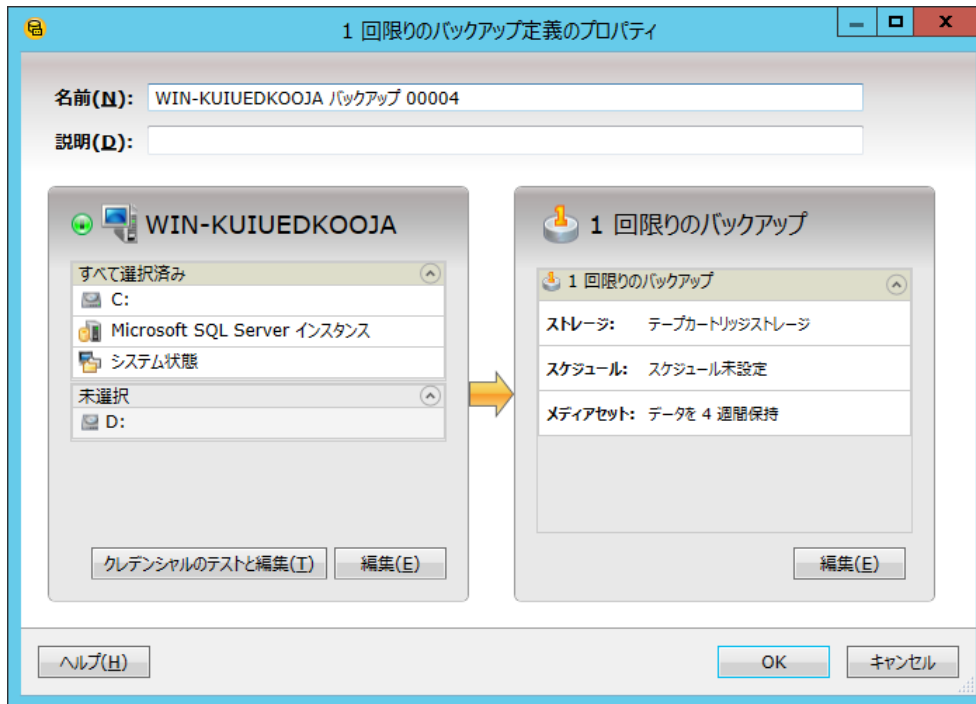 1 回限りのバックアップ定義のプロパティ
名前(N): WIN-KUIUEDKOOJA バックアップ 00004
説明(D):
WIN-KUIUEDKOOJA
すべて選択済み
C:
Microsoft SQL Server インスタンス
システム状態
未選択
D:
クレデンシャルのテストと編集(T) 編集(E)
1 回限りのバックアップ
1 回限りのバックアップ
ストレージ: テープカートリッジストレージ
スケジュール: スケジュール未設定
メディアセット: データを 4 週間保持
編集(E)
ヘルプ(H) OK キャンセル